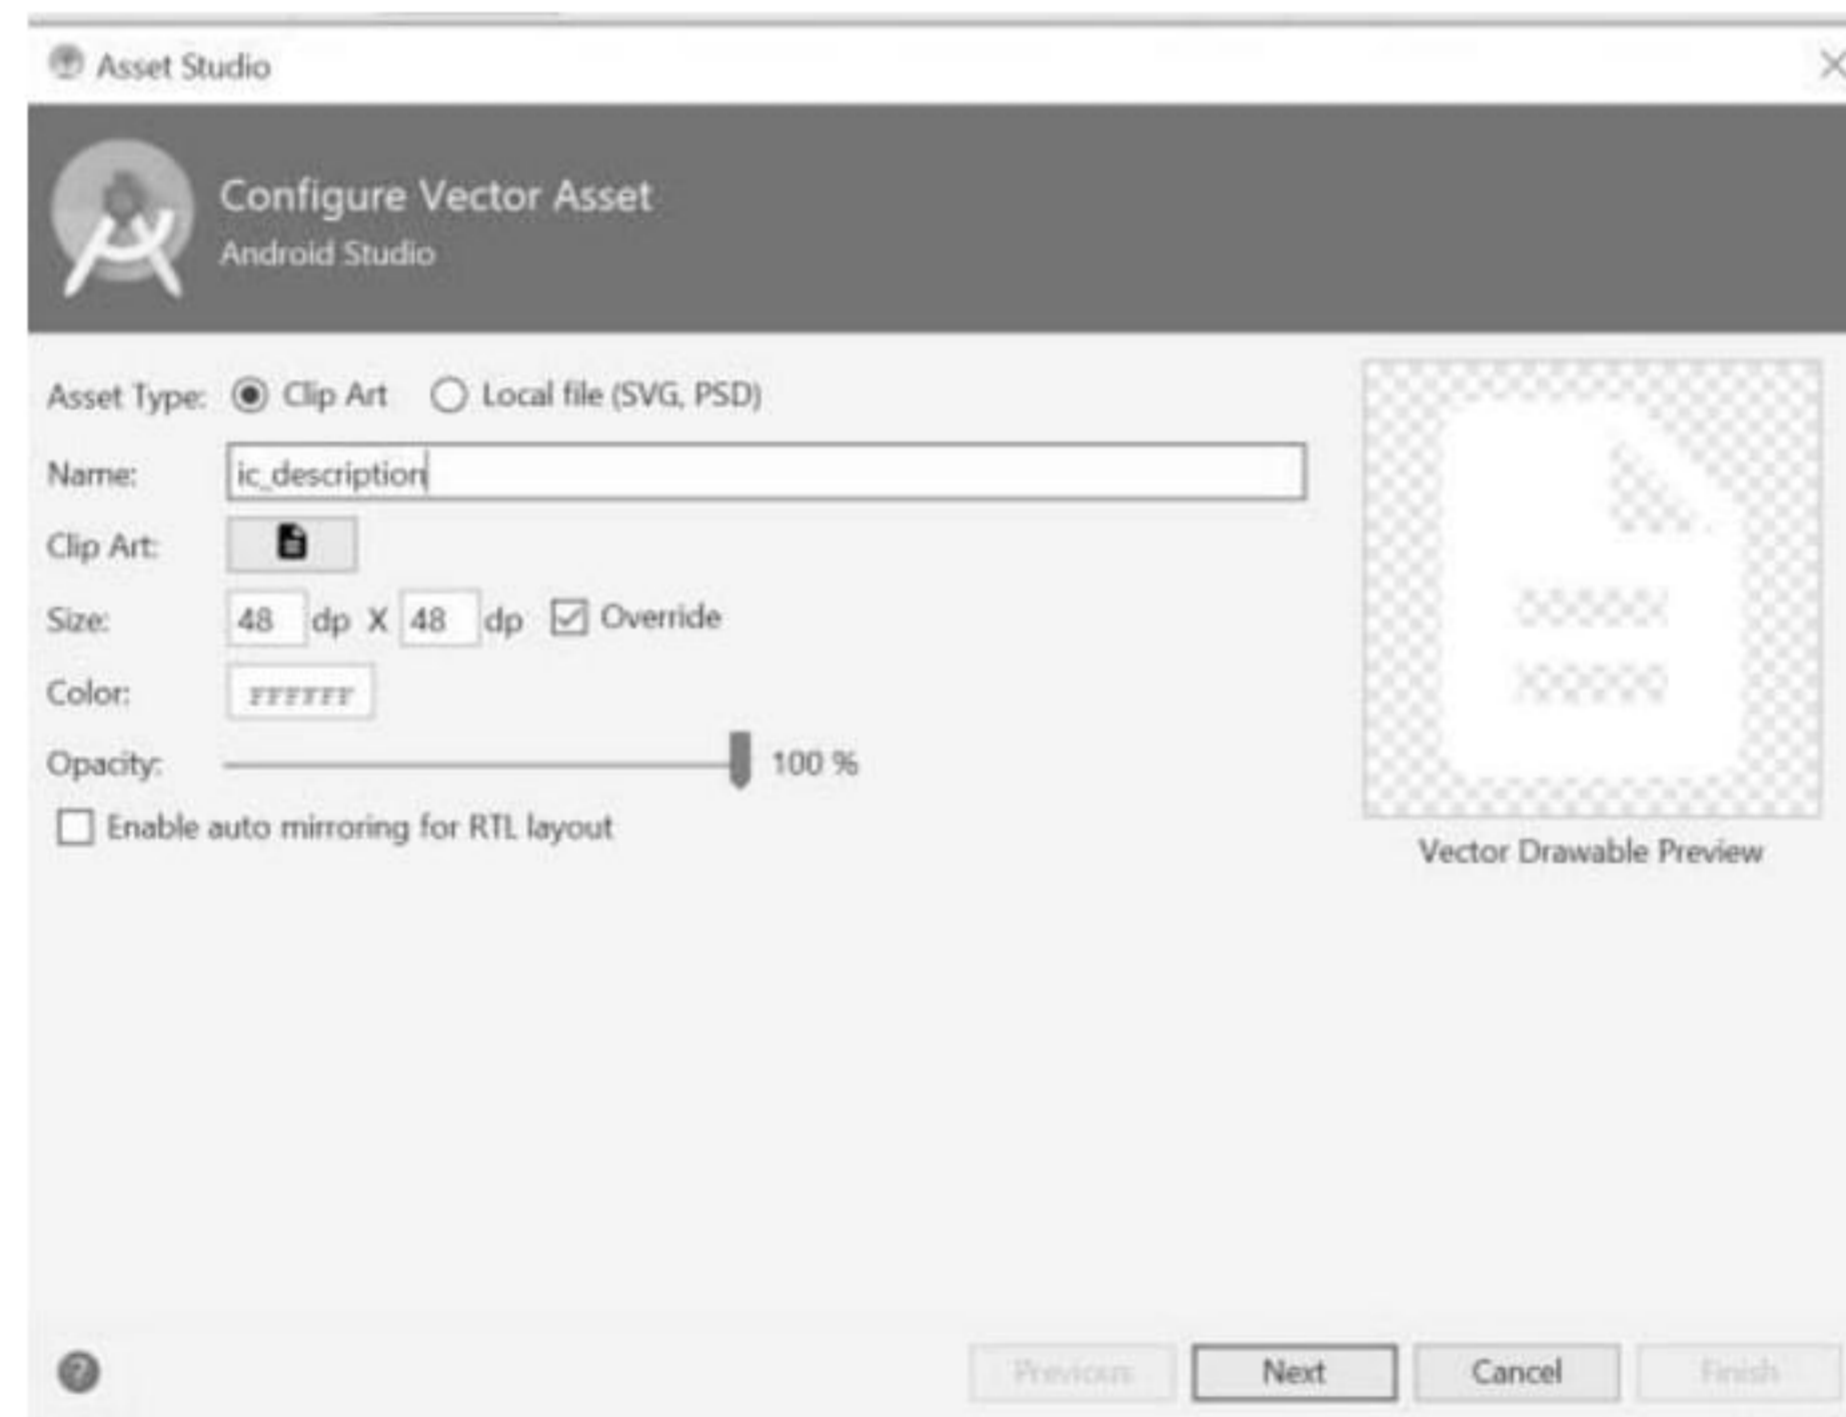 Asset Studio
Configure Vector Asset
Android Studio
Asset Type: Clip Art Local file (SVG, PSD)
Name: ic_description
Clip Art:
Size: 48 dp X 48 dp Override
Color: FFFFFF
Opacity: 100 %
Enable auto mirroring for RTL layout
Vector Drawable Preview
Previous Next Cancel Finish